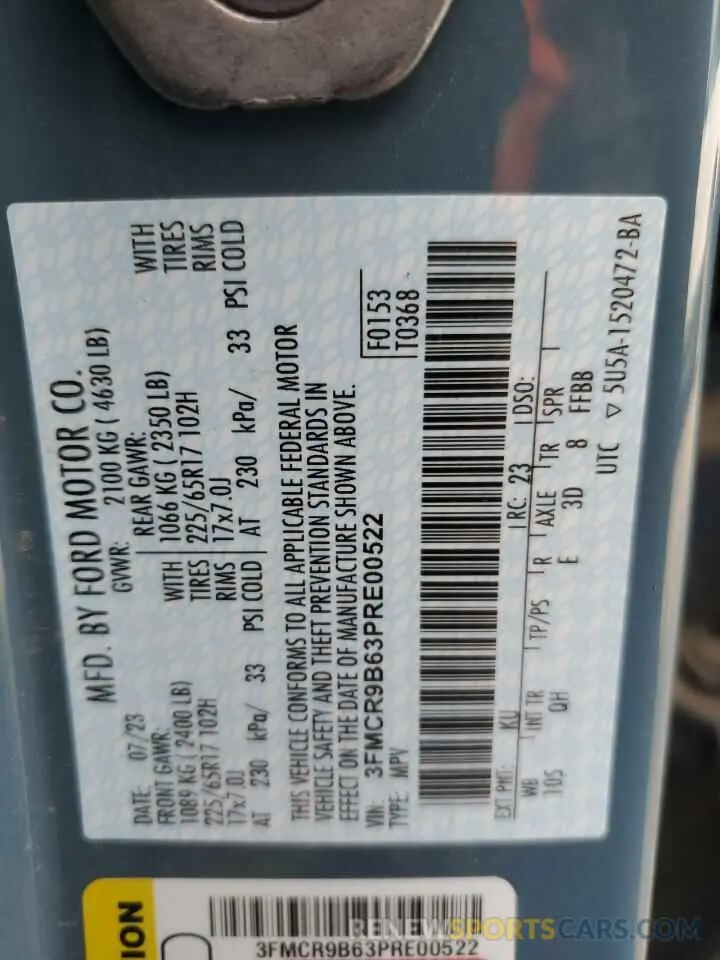 MFD. BY FORD MOTOR CO.
DATE: 07/23 GVWR: 2100 KG ( 4630 LB)
FRONT GAWR: REAR GAWR:
1089 KG ( 2400 LB) WITH 1066 KG ( 2350 LB) WITH
225/65R17 102H TIRES 225/65R17 102H TIRES
17x7.0J RIMS 17x7.0J RIMS
AT 230 kPa/ 33 PSI COLD AT 230 kPa/ 33 PSI COLD
THIS VEHICLE CONFORMS TO ALL APPLICABLE FEDERAL MOTOR
VEHICLE SAFETY AND THEFT PREVENTION STANDARDS IN
EFFECT ON THE DATE OF MANUFACTURE SHOWN ABOVE.
VIN: 3FMCR9B63PRE00522 F0153
TYPE: MPV T0368
EXT PNT: KU RC: 23 DSO:
WB INT TR TP/PS R AXLE TR SPR
105 QH E 3D 8 FFBB
UTC ▽ 5U5A-1520472-BA
ION
3FMCR9B63PRE00522
RENEWSPORTSCARS.COM